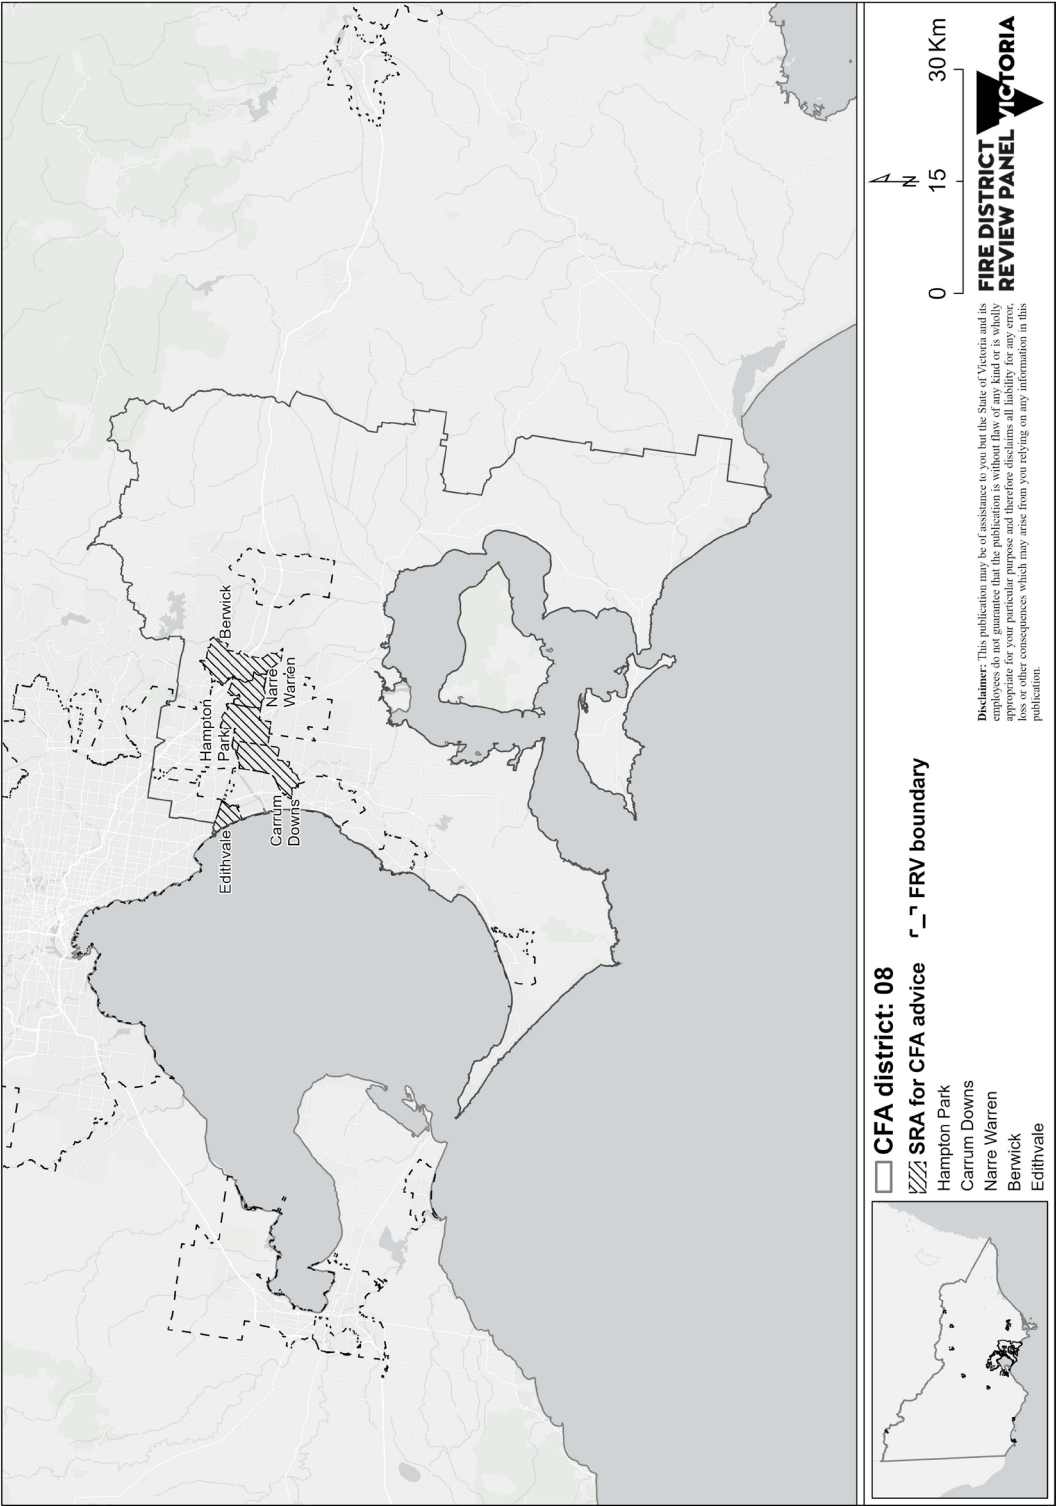 Hampton
Park
Berwick
Narre
Warren
Edithvale
Carrum
Downs
CFA district: 08
SRA for CFA advice
FRV boundary
Hampton Park
Carrum Downs
Narre Warren
Berwick
Edithvale
Disclaimer: This publication may be of assistance to you but the State of Victoria and its
employees do not guarantee that the publication is without flaw of any kind or is wholly
appropriate for your particular purpose and therefore disclaims all liability for any error,
loss or other consequences which may arise from you relying on any information in this
publication.
N
0 15 30 Km
FIRE DISTRICT
REVIEW PANEL VICTORIA